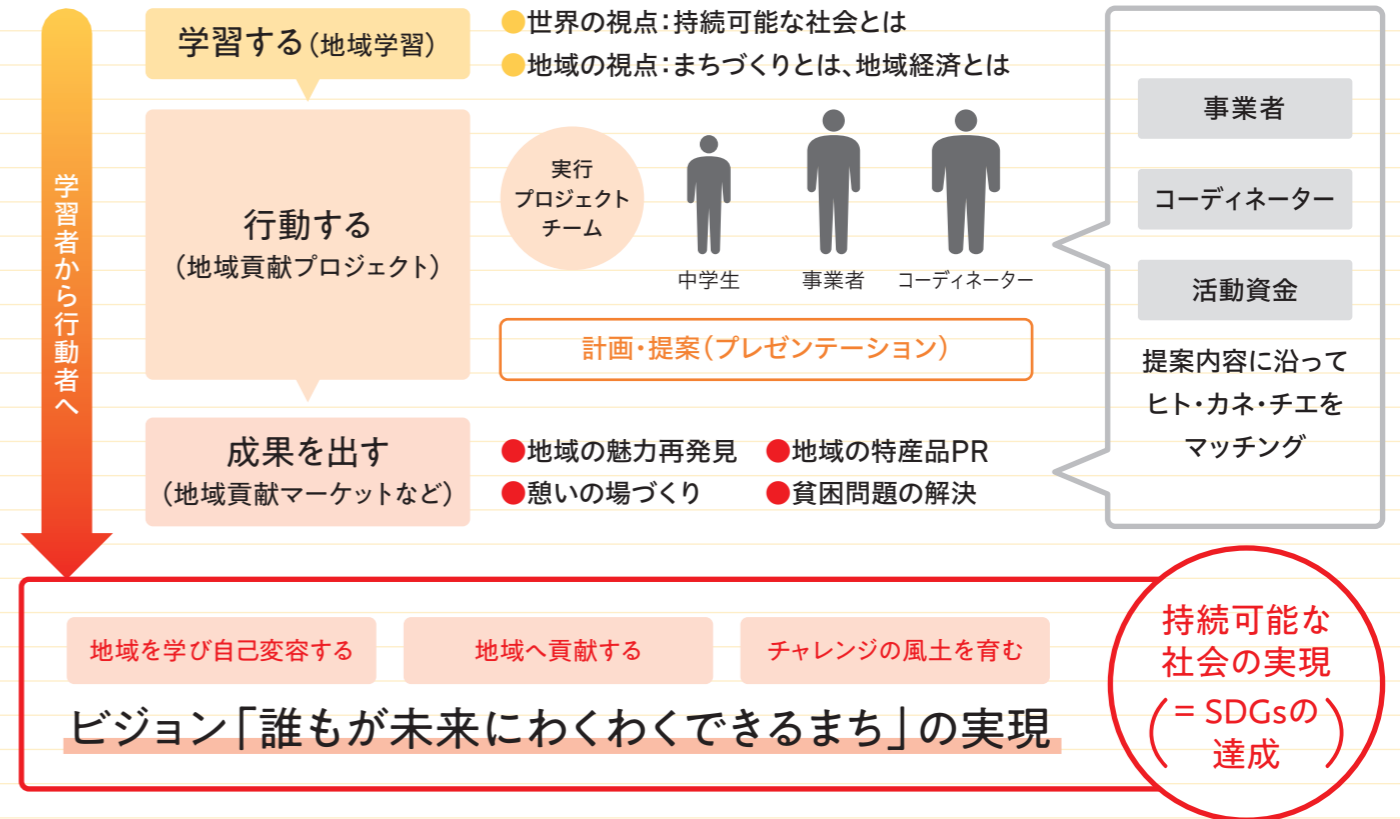 学習者から行動者へ
学習する(地域学習)
●世界の視点：持続可能な社会とは
●地域の視点：まちづくりとは、地域経済とは
行動する
(地域貢献プロジェクト)
実行
プロジェクト
チーム
中学生
事業者
コーディネーター
計画・提案(プレゼンテーション)
成果を出す
(地域貢献マーケットなど)
●地域の魅力再発見
●地域の特産品PR
●憩いの場づくり
●貧困問題の解決
事業者
コーディネーター
活動資金
提案内容に沿って
ヒト・カネ・チエを
マッチング
地域を学び自己変容する
地域へ貢献する
チャレンジの風土を育む
ビジョン「誰もが未来にわくわくできるまち」の実現
持続可能な
社会の実現
(= SDGsの
達成)